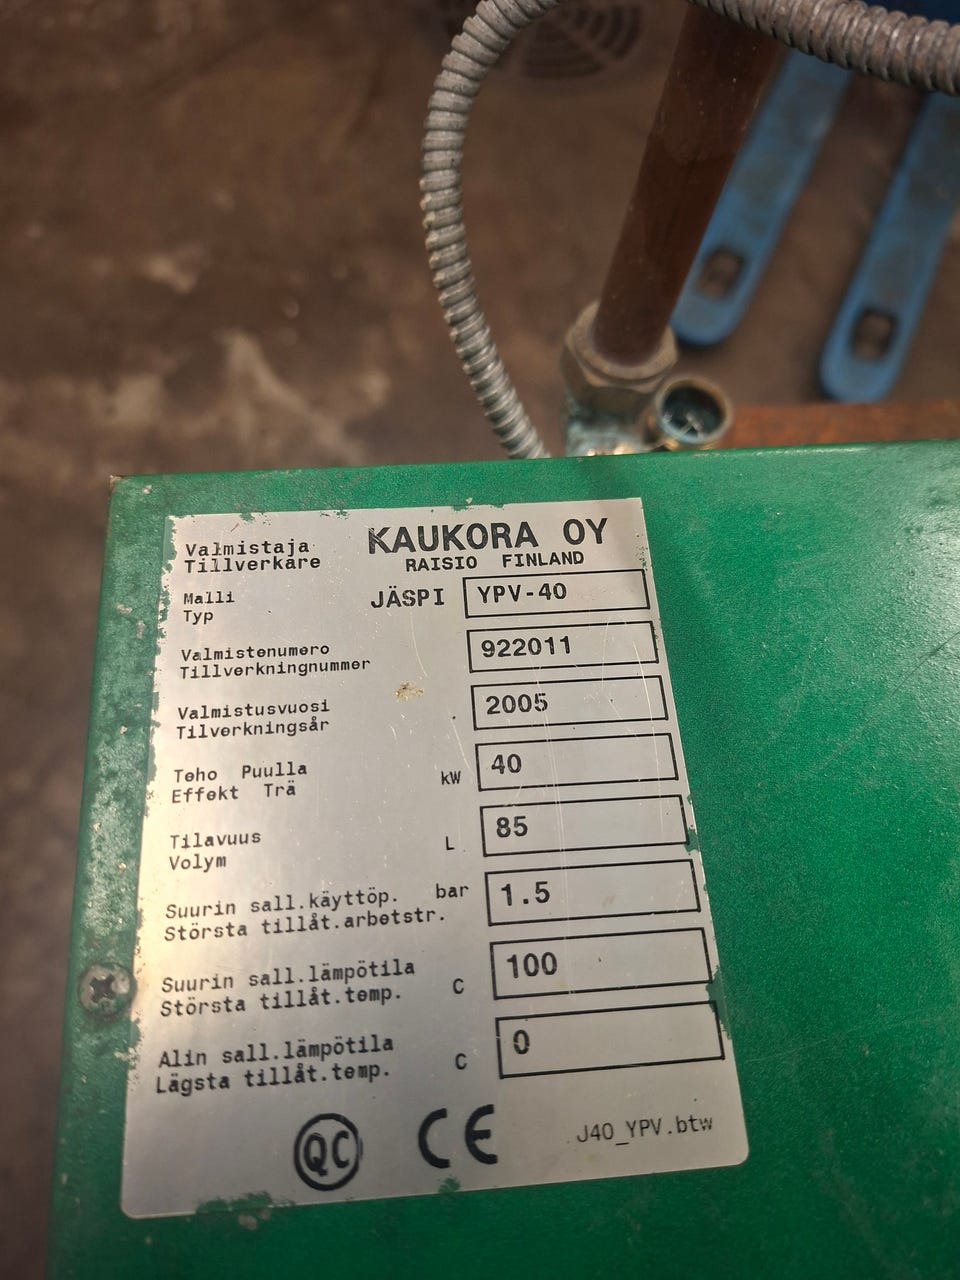 Valmistaja
Tillverkare
KAUKORA OY
RAISIO FINLAND
Malli
Typ
JÄSPI YPV-40
Valmistenumero
Tillverkningnummer
922011
Valmistusvuosi
Tilverkningsår
2005
Teho Puulla
Effekt Trä
kW 40
Tilavuus
Volym
L 85
Suurin sall.käyttöp.
Största tillåt.arbetstr.
bar 1.5
Suurin sall.lämpötila
Största tillåt.temp.
C 100
Alin sall.lämpötila
Lägsta tillåt.temp.
C 0
QC CE J40_YPV.btw